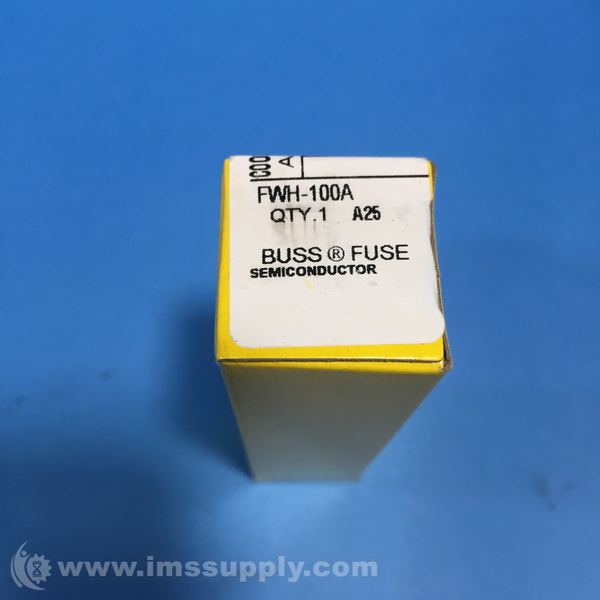 FWH-100A
QTY.1 A25
BUSS ® FUSE
SEMICONDUCTOR
www.imssupply.com